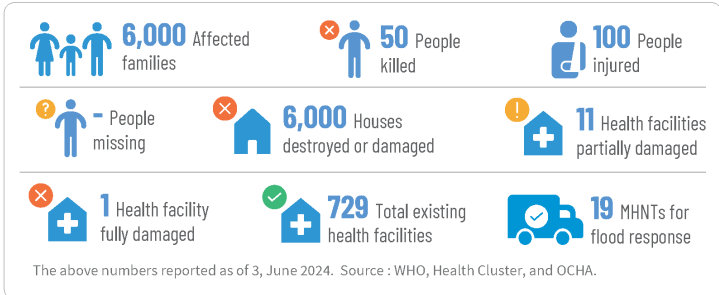 6,000 Affected
families
50 People
killed
100 People
injured
- People
missing
6,000 Houses
destroyed or damaged
11 Health facilities
partially damaged
1 Health facility
fully damaged
729 Total existing
health facilities
19 MHNTs for
flood response
The above numbers reported as of 3, June 2024. Source : WHO, Health Cluster, and OCHA.